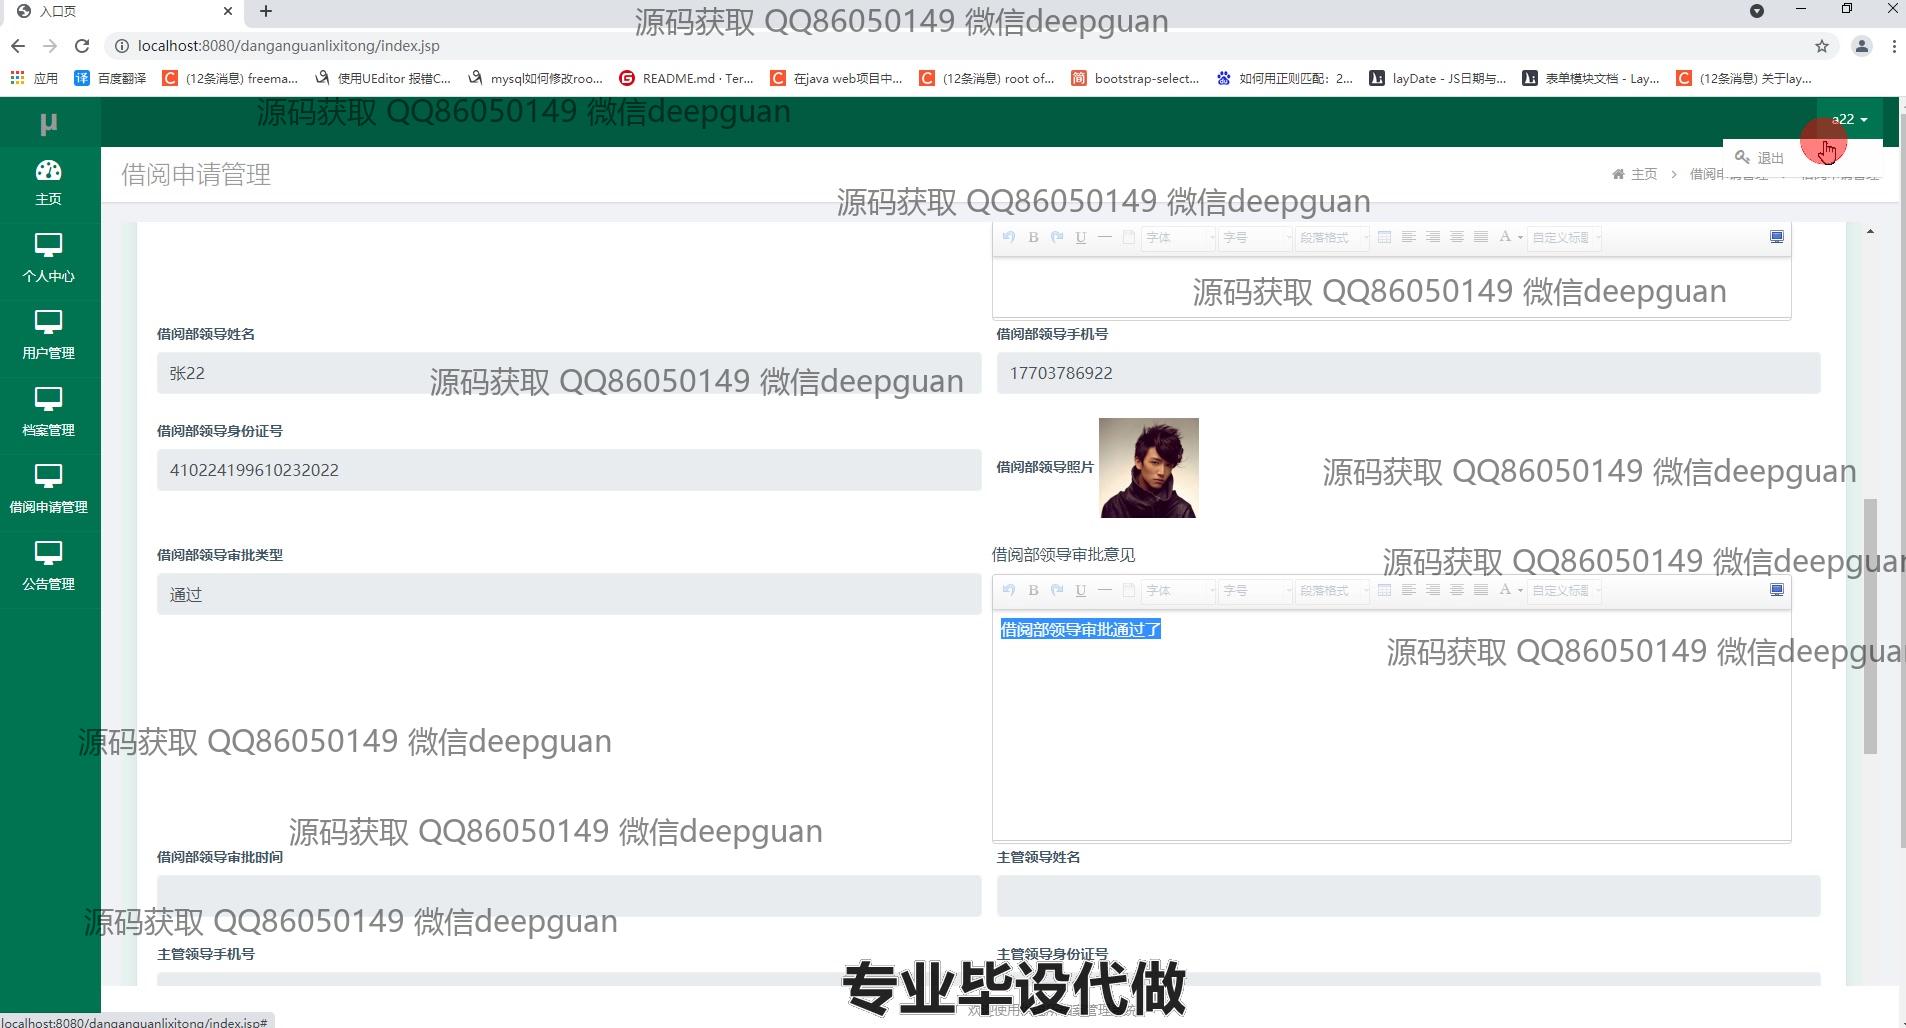 入口页
源码获取 QQ86050149 微信deepguan
localhost:8080/danganguanlixitong/index.jsp
应用 百度翻译 (12条消息) freema... 使用UEditor 报错C... mysql如何修改roo... README.md · Ter... 在java web项目中... (12条消息) root of... bootstrap-select... 如何用正则匹配：2... layDate - JS日期与... 表单模块文档 - Lay... (12条消息) 关于lay...
源码获取 QQ86050149 微信deepguan
μ
a22
退出
主页
借阅申请管理
主页 > 借阅申请管理 > 借阅申请管理
源码获取 QQ86050149 微信deepguan
B U 字体 字号 段落格式 A 自定义标题
个人中心
源码获取 QQ86050149 微信deepguan
借阅部领导姓名 借阅部领导手机号
用户管理
张22 17703786922
源码获取 QQ86050149 微信deepguan
档案管理
借阅部领导身份证号
借阅部领导照片
410224199610232022
源码获取 QQ86050149 微信deepguan
借阅申请管理
借阅部领导审批类型 借阅部领导审批意见
源码获取 QQ86050149 微信deepguan
公告管理
通过
B U 字体 字号 段落格式 A 自定义标题
借阅部领导审批通过了
源码获取 QQ86050149 微信deepgua
源码获取 QQ86050149 微信deepguan
源码获取 QQ86050149 微信deepguan
借阅部领导审批时间 主管领导姓名
源码获取 QQ86050149 微信deepguan
主管领导手机号 主管领导身份证号
专业毕设代做
localhost:8080/danganguanlixitong/index.jsp#